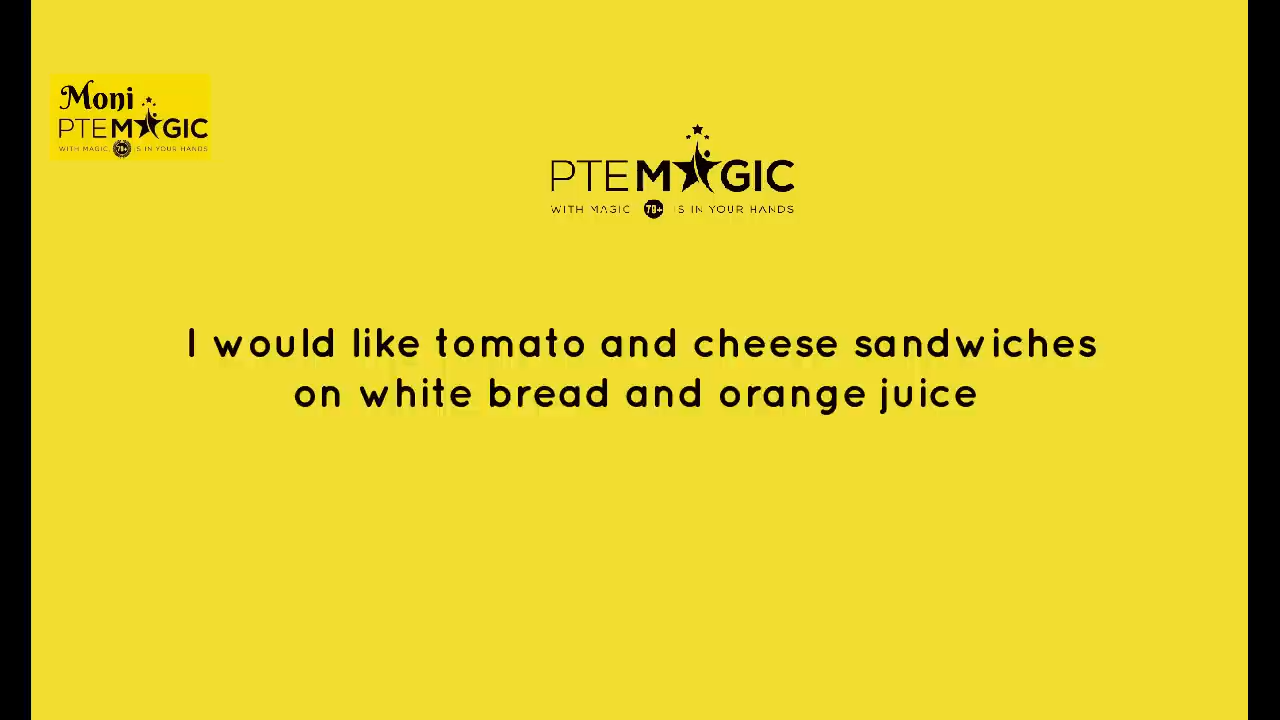 Moni
PTEMAGIC
WITH MAGIC, 79+ IS IN YOUR HANDS
PTEMAGIC
WITH MAGIC 79+ IS IN YOUR HANDS
I would like tomato and cheese sandwiches
on white bread and orange juice